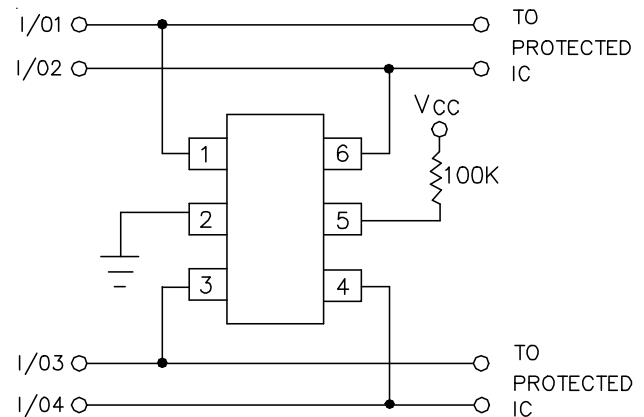 I/01
TO
PROTECTED
I/02
IC
VCC
100K
1
6
2
5
3
4
I/03
TO
PROTECTED
I/04
IC